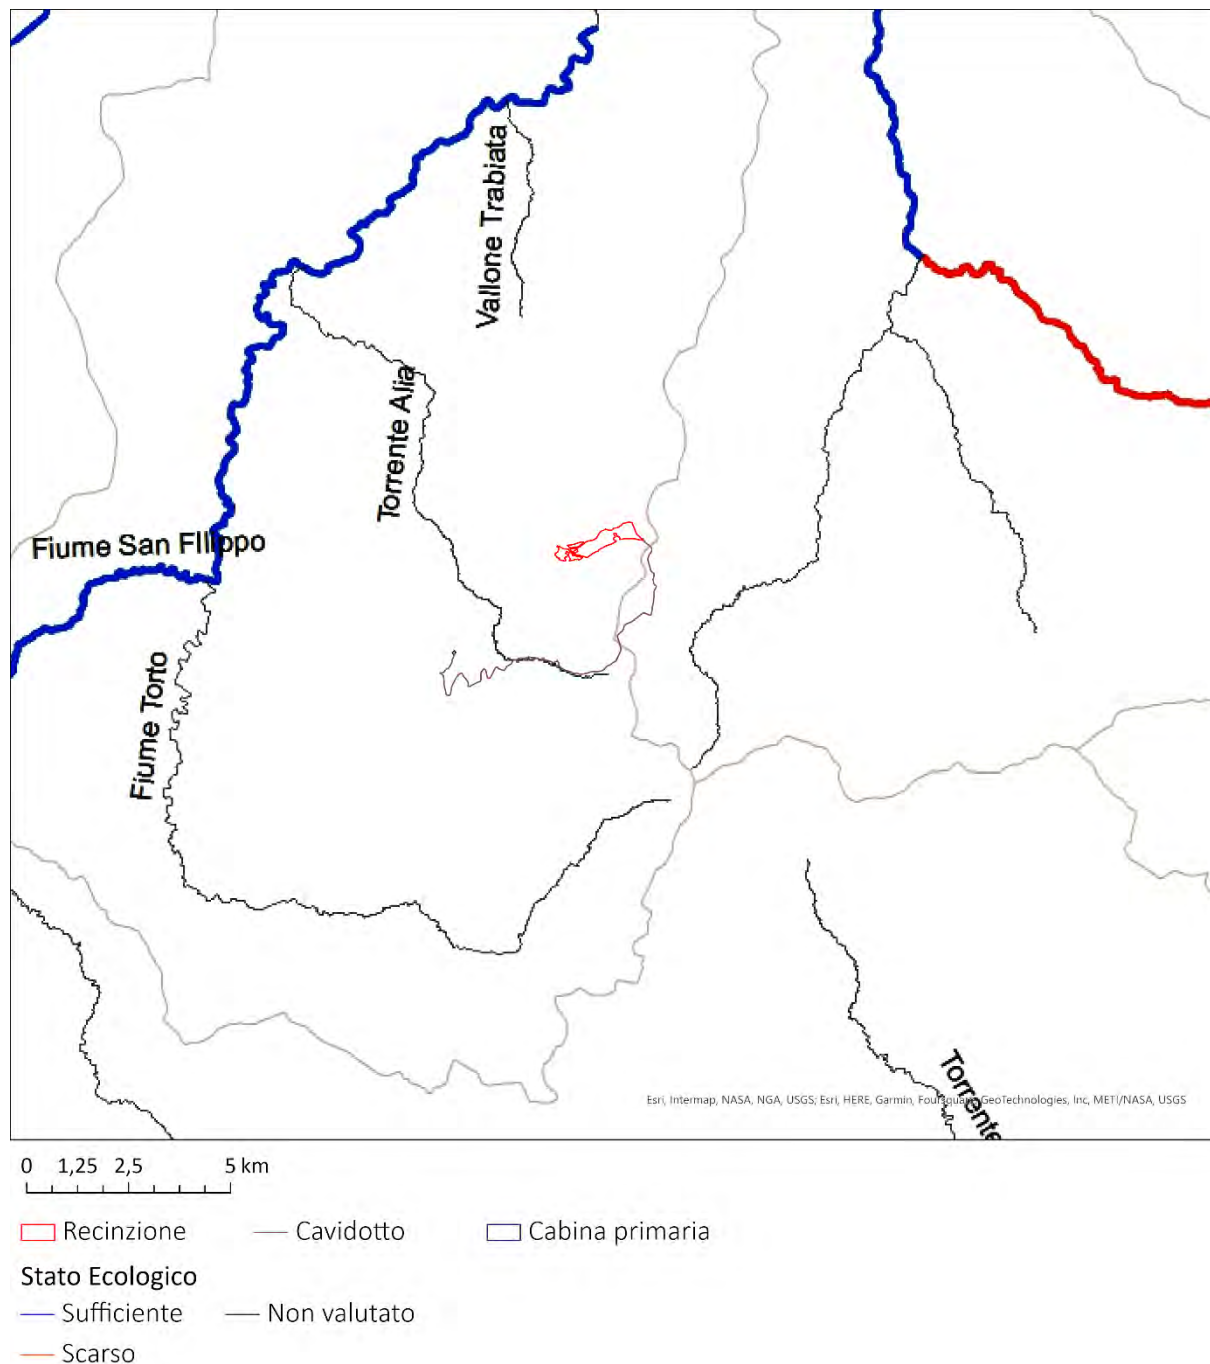 Vallone Trabiata
Torrente Alia
Fiume San FIlippo
Fiume Torto
Torrente
Esri, Intermap, NASA, NGA, USGS; Esri, HERE, Garmin, Foursquare, GeoTechnologies, Inc, METI/NASA, USGS
0 1,25 2,5 5 km
Recinzione Cavidotto Cabina primaria
Stato Ecologico
Sufficiente Non valutato
Scarso